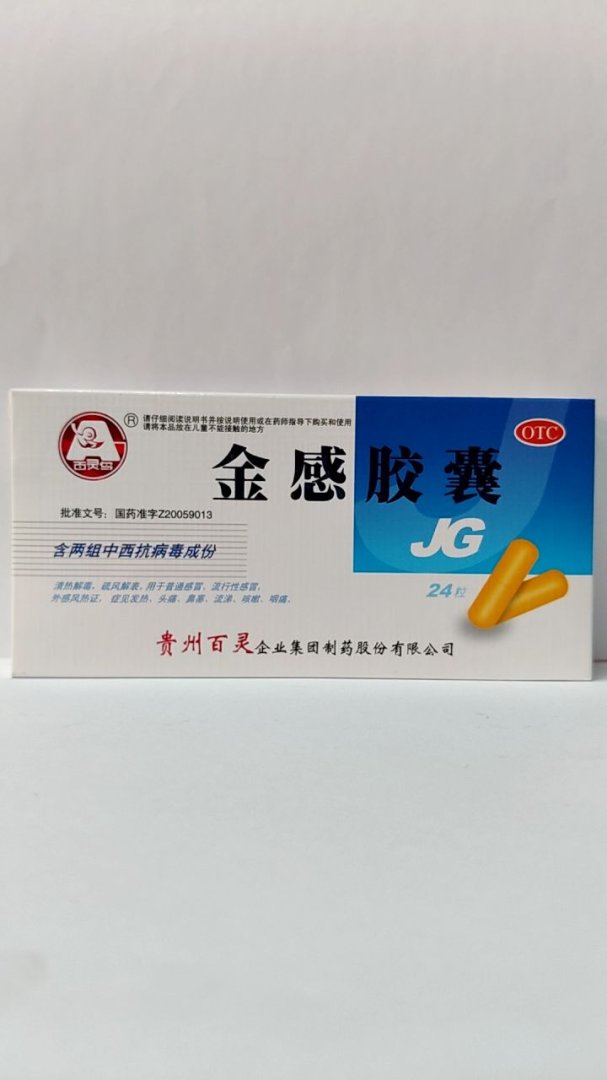 百灵鸟
®
请仔细阅读说明书并按说明使用或在药师指导下购买和使用
请将本品放在儿童不能接触的地方
OTC
金感胶囊
批准文号：国药准字Z20059013
JG
含两组中西抗病毒成份
清热解毒，疏风解表。用于普通感冒，流行性感冒，
外感风热证，症见发热、头痛、鼻塞、流涕、咳嗽、咽痛。
24粒
贵州百灵企业集团制药股份有限公司